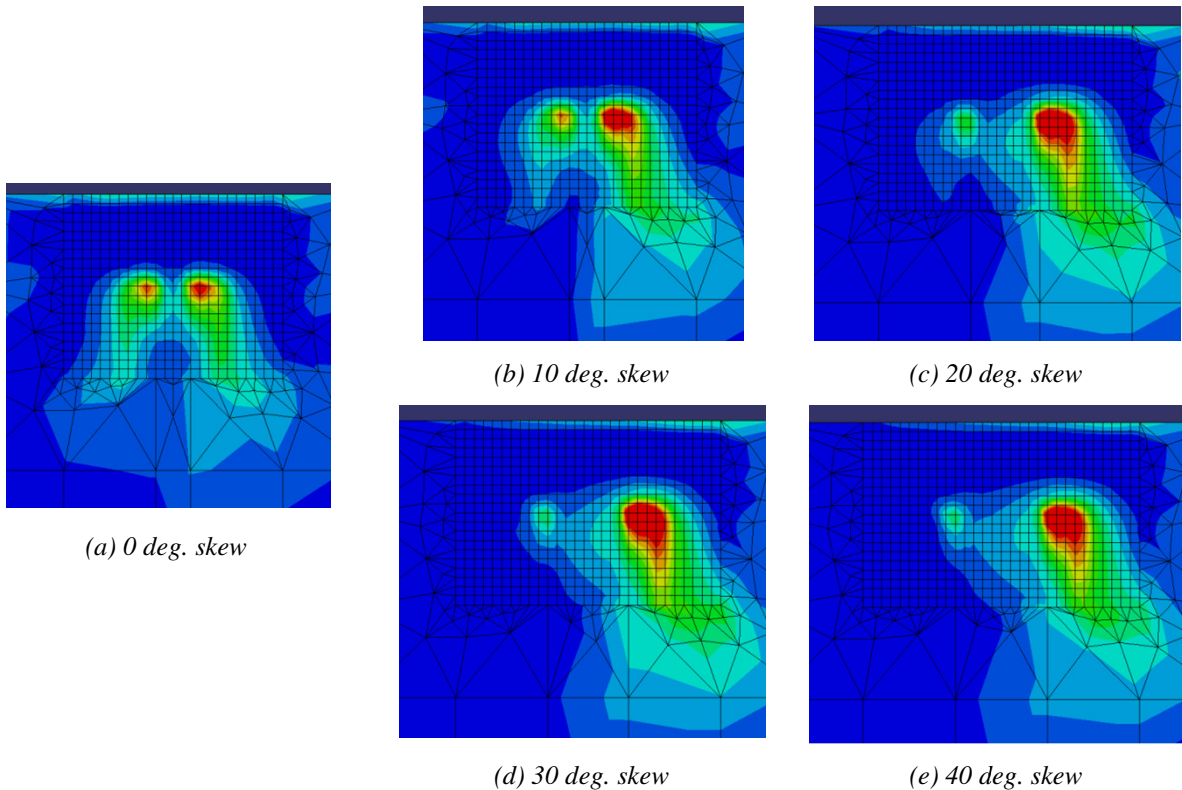 (a) 0 deg. skew
(b) 10 deg. skew
(c) 20 deg. skew
(d) 30 deg. skew
(e) 40 deg. skew